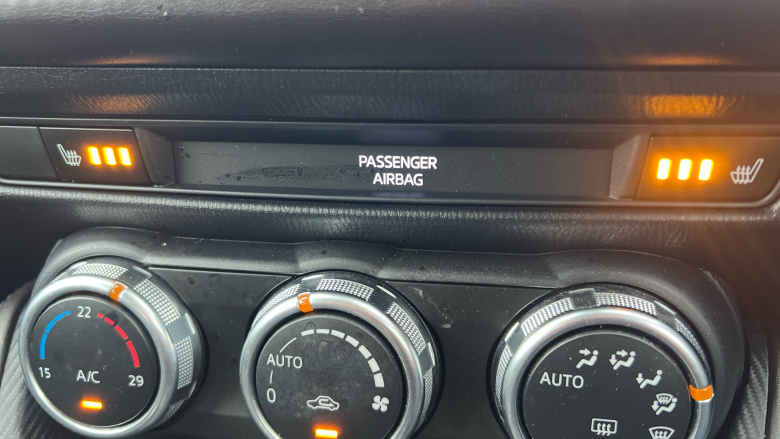 PASSENGER
AIRBAG
22
15
29
A/C
AUTO
0
AUTO